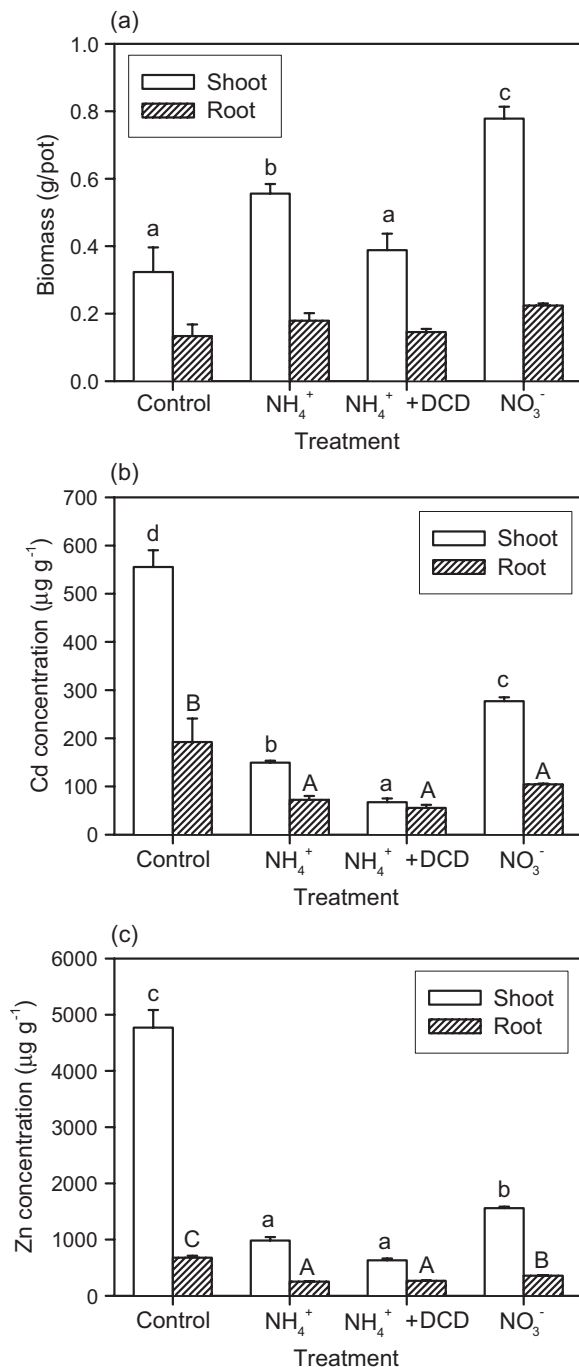 (a)
1.0
Shoot
Root
c
0.8
b
0.6
a
a
0.4
0.2
0.0
Biomass (g/pot)
Control NH₄⁺ NH₄⁺ +DCD NO₃⁻
Treatment
(b)
700
d
Shoot
600
Root
500
400
c
300
B
200
b
A
a
A
A
100
0
Cd concentration (µg g⁻¹)
Control NH₄⁺ NH₄⁺ +DCD NO₃⁻
Treatment
(c)
6000
c
Shoot
5000
Root
4000
3000
2000
b
a
a
1000
C
A
A
B
0
Zn concentration (µg g⁻¹)
Control NH₄⁺ NH₄⁺ +DCD NO₃⁻
Treatment